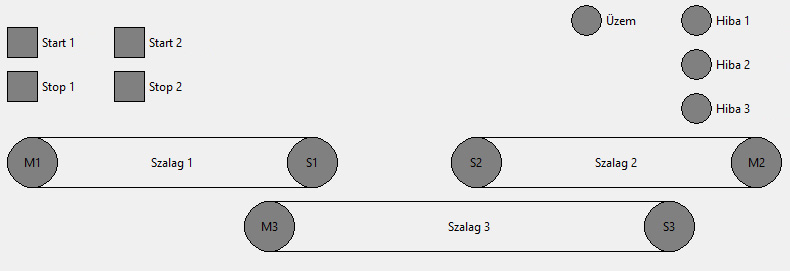 Üzem
Hiba 1
Start 1
Start 2
Hiba 2
Stop 1
Stop 2
Hiba 3
M1
Szalag 1
S1
S2
Szalag 2
M2
M3
Szalag 3
S3